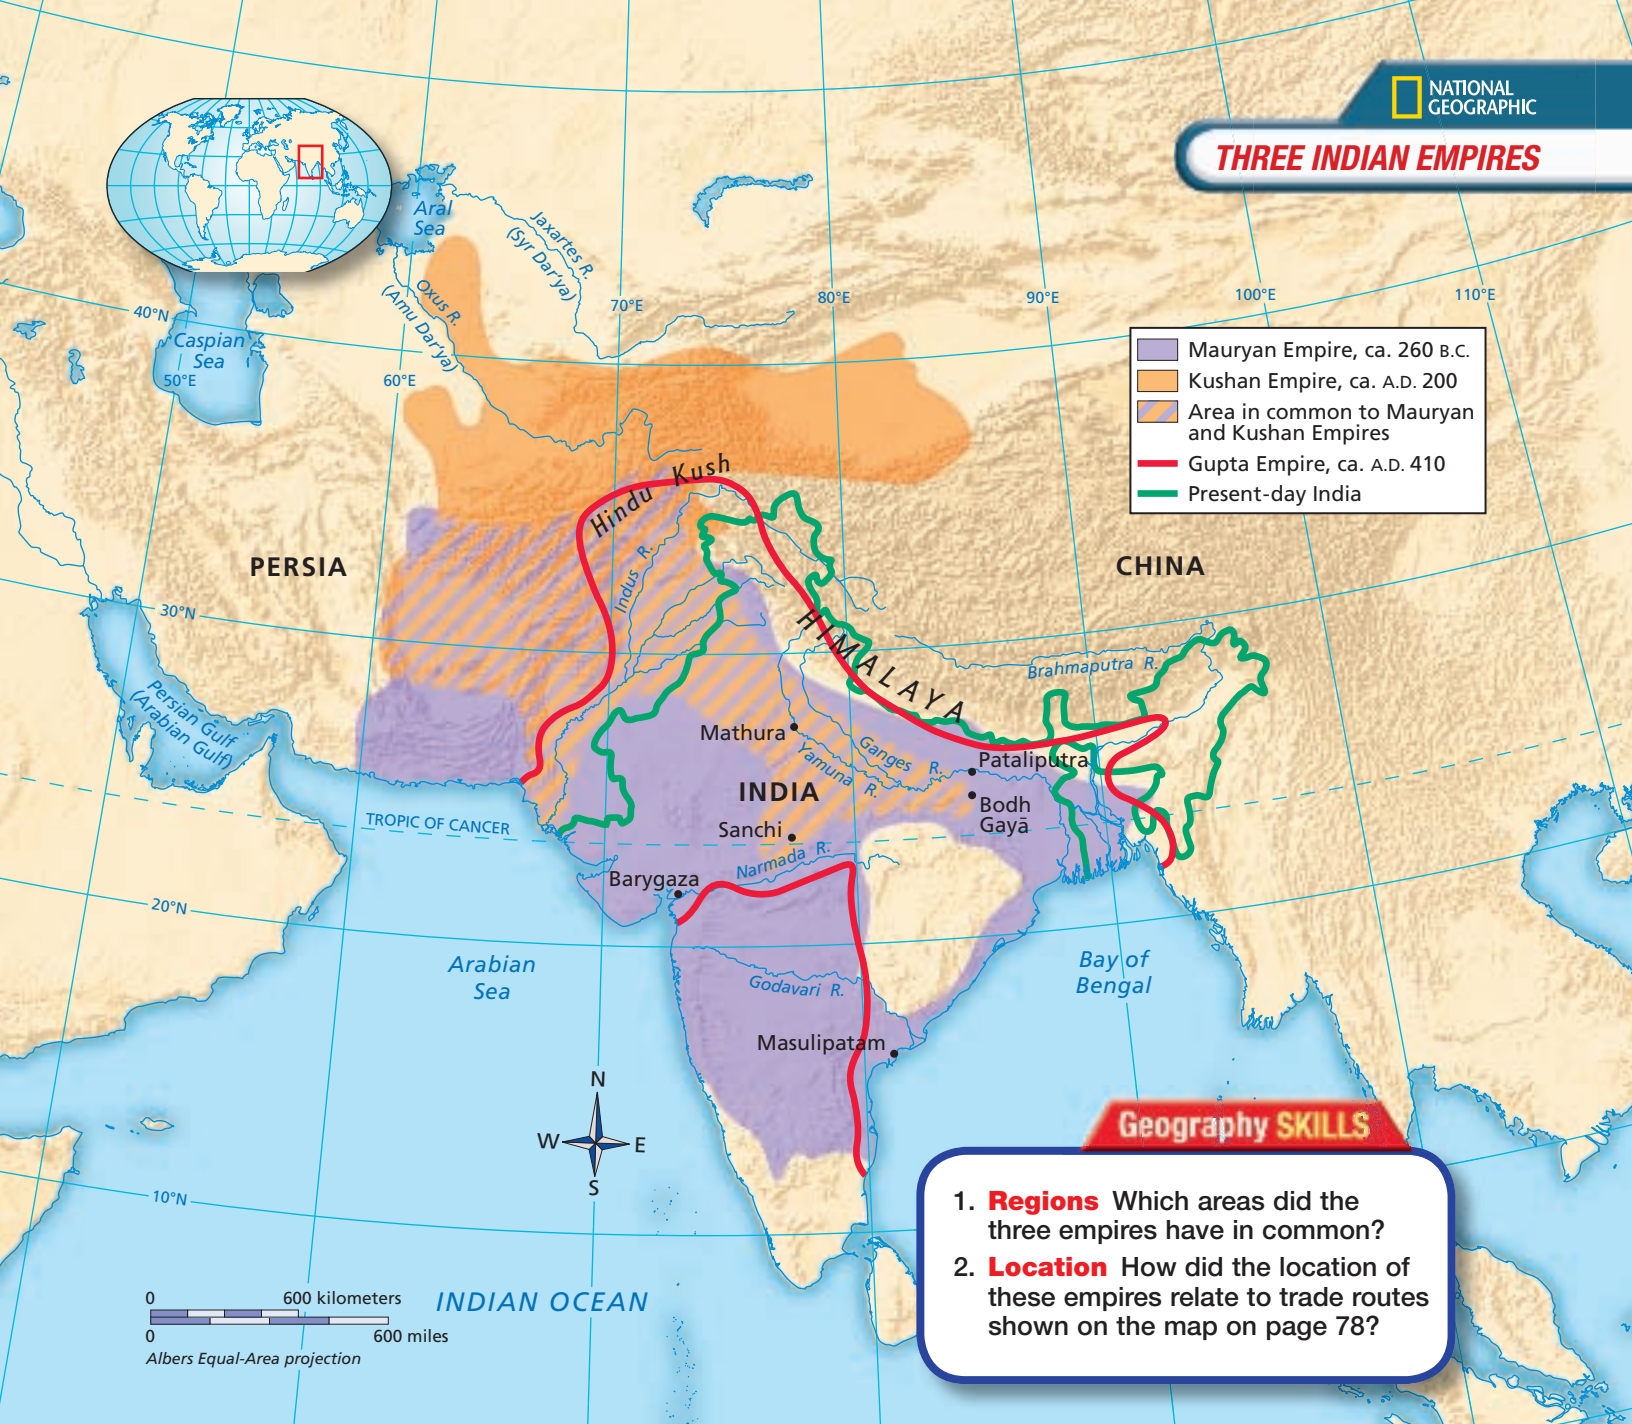 NATIONAL
GEOGRAPHIC
THREE INDIAN EMPIRES
Aral
Sea
Jaxartes R.
(Syr Dar'ya)
Oxus R.
(Amu Dar'ya)
40°N
Caspian
Sea
50°E
60°E
70°E
80°E
90°E
100°E
110°E
Mauryan Empire, ca. 260 B.C.
Kushan Empire, ca. A.D. 200
Area in common to Mauryan
and Kushan Empires
Gupta Empire, ca. A.D. 410
Present-day India
Hindu Kush
PERSIA
CHINA
Indus R.
30°N
HIMALAYA
Brahmaputra R.
Persian Gulf
(Arabian Gulf)
Mathura
Ganges R.
Yamuna R.
Pataliputra
INDIA
Bodh
Gayā
TROPIC OF CANCER
Sanchi
Narmada R.
Barygaza
20°N
Arabian
Sea
Bay of
Bengal
Godavari R.
Masulipatam
N
W
E
S
10°N
Geography SKILLS
1. Regions Which areas did the
three empires have in common?
2. Location How did the location of
these empires relate to trade routes
shown on the map on page 78?
0 600 kilometers
0 600 miles
Albers Equal-Area projection
INDIAN OCEAN